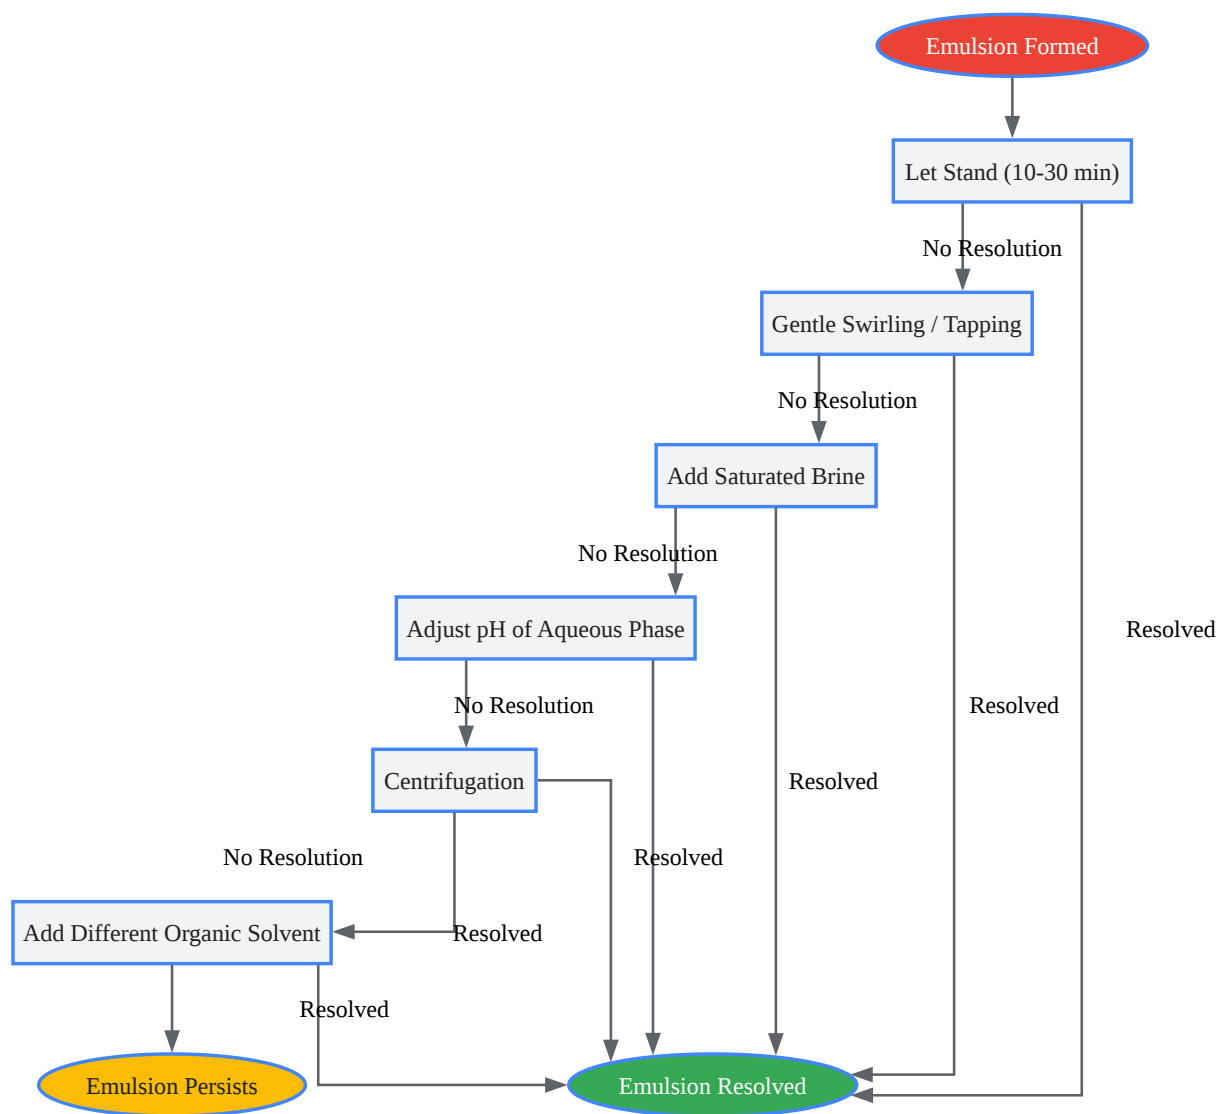 Emulsion Formed
Let Stand (10-30 min)
No Resolution
Gentle Swirling / Tapping
No Resolution
Add Saturated Brine
No Resolution
Adjust pH of Aqueous Phase
Resolved
No Resolution
Resolved
Centrifugation
Resolved
No Resolution
Resolved
Add Different Organic Solvent
Resolved
Resolved
Emulsion Persists
Emulsion Resolved